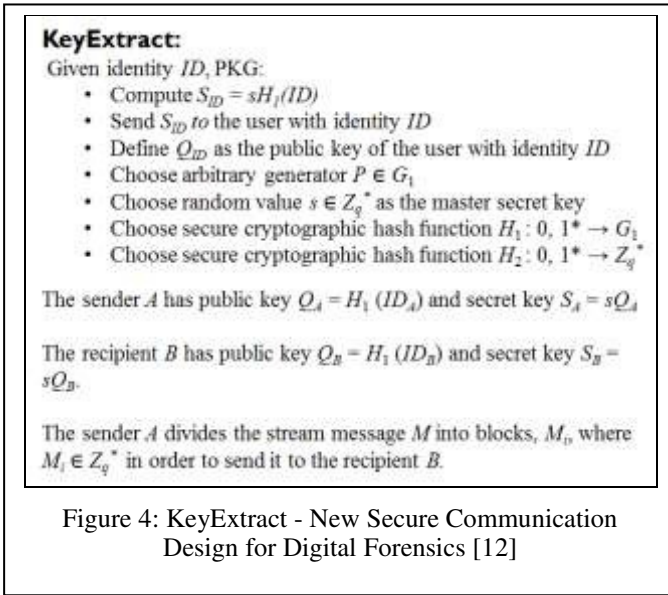 KeyExtract:
Given identity ID, PKG:
• Compute S_ID = sH_1(ID)
• Send S_ID to the user with identity ID
• Define Q_ID as the public key of the user with identity ID
• Choose arbitrary generator P ∈ G_1
• Choose random value s ∈ Z_q* as the master secret key
• Choose secure cryptographic hash function H_1 : 0, 1* → G_1
• Choose secure cryptographic hash function H_2 : 0, 1* → Z_q*
The sender A has public key Q_A = H_1 (ID_A) and secret key S_A = sQ_A
The recipient B has public key Q_B = H_1 (ID_B) and secret key S_B =
sQ_B.
The sender A divides the stream message M into blocks, M_i, where
M_i ∈ Z_q* in order to send it to the recipient B.
Figure 4: KeyExtract - New Secure Communication
Design for Digital Forensics [12]